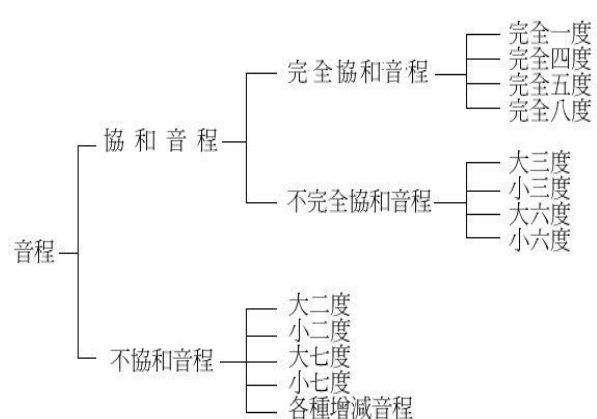 音程
協和音程
完全協和音程
完全一度
完全四度
完全五度
完全八度
不完全協和音程
大三度
小三度
大六度
小六度
不協和音程
大二度
小二度
大七度
小七度
各種增減音程